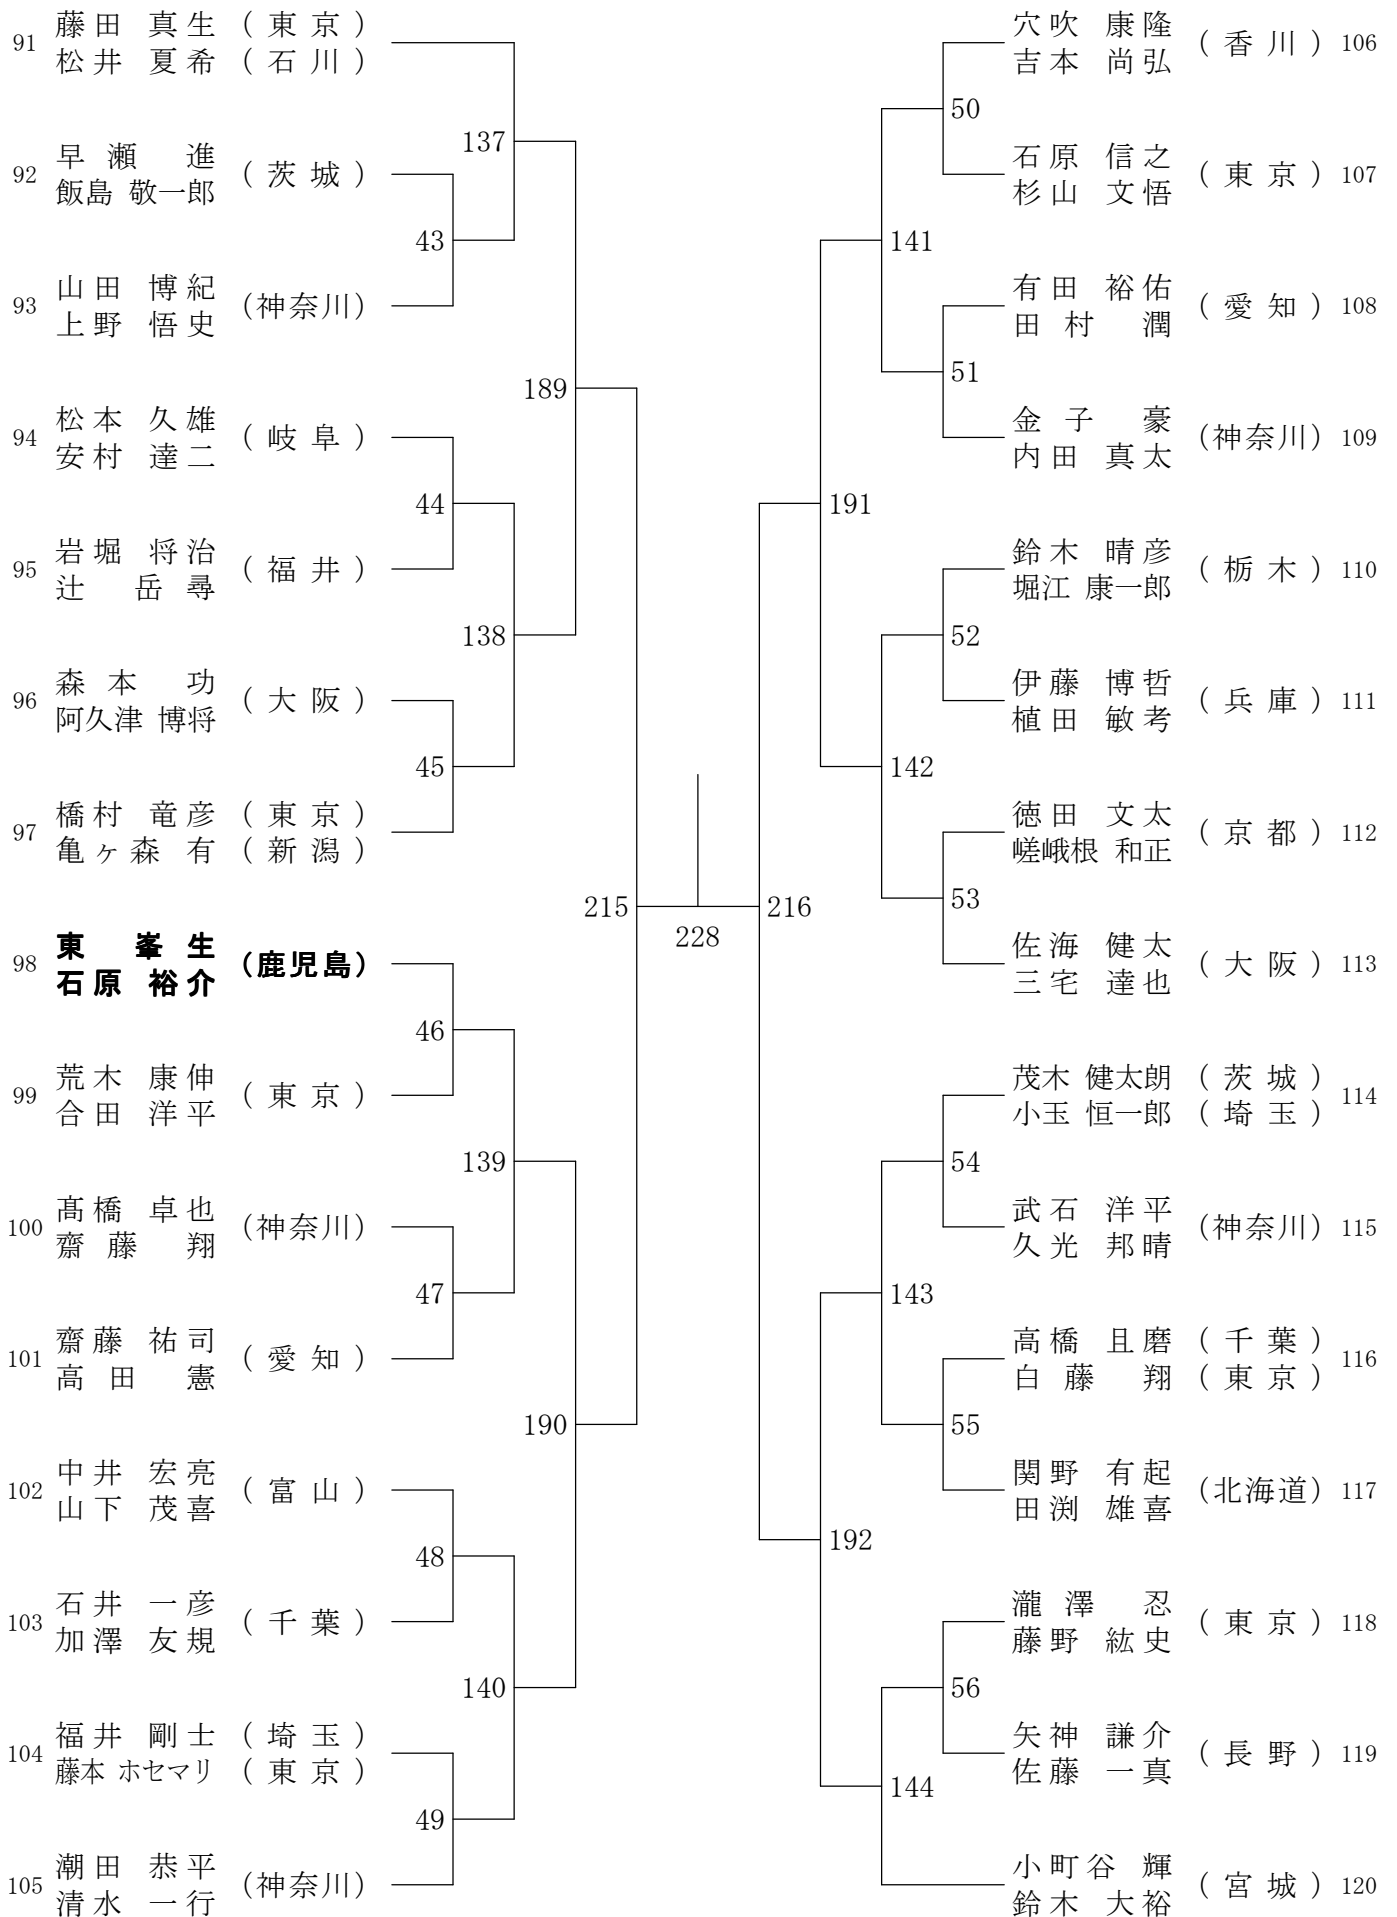 91 藤田 真生 (東京)
松井 夏希 (石川)
137
92 早瀬 進 (茨城)
飯島 敬一郎
43
93 山田 博紀 (神奈川)
上野 悟史
189
94 松本 久雄 (岐阜)
安村 達二
44
95 岩堀 将治 (福井)
辻 岳尋
138
96 森本 功 (大阪)
阿久津 博将
45
97 橋村 竜彦 (東京)
亀ヶ森 有 (新潟)
215
98 東 峯生 (鹿児島)
石原 裕介
46
99 荒木 康伸 (東京)
合田 洋平
139
100 髙橋 卓也 (神奈川)
齋藤 翔
47
101 齋藤 祐司 (愛知)
高田 憲
190
102 中井 宏亮 (富山)
山下 茂喜
48
103 石井 一彦 (千葉)
加澤 友規
140
104 福井 剛士 (埼玉)
藤本 ホセマリ (東京)
49
105 潮田 恭平 (神奈川)
清水 一行
228
穴吹 康隆 (香川) 106
吉本 尚弘
50
石原 信之 (東京) 107
杉山 文悟
141
有田 裕佑 (愛知) 108
田村 潤
51
金子 豪 (神奈川) 109
内田 真太
191
鈴木 晴彦 (栃木) 110
堀江 康一郎
52
伊藤 博哲 (兵庫) 111
植田 敏考
142
徳田 文太 (京都) 112
嵯峨根 和正
53
佐海 健太 (大阪) 113
三宅 達也
216
茂木 健太朗 (茨城) 114
小玉 恒一郎 (埼玉)
54
武石 洋平 (神奈川) 115
久光 邦晴
143
高橋 且磨 (千葉) 116
白藤 翔 (東京)
55
関野 有起 (北海道) 117
田渕 雄喜
192
瀧澤 忍 (東京) 118
藤野 紘史
56
矢神 謙介 (長野) 119
佐藤 一真
144
小町谷 輝 (宮城) 120
鈴木 大裕